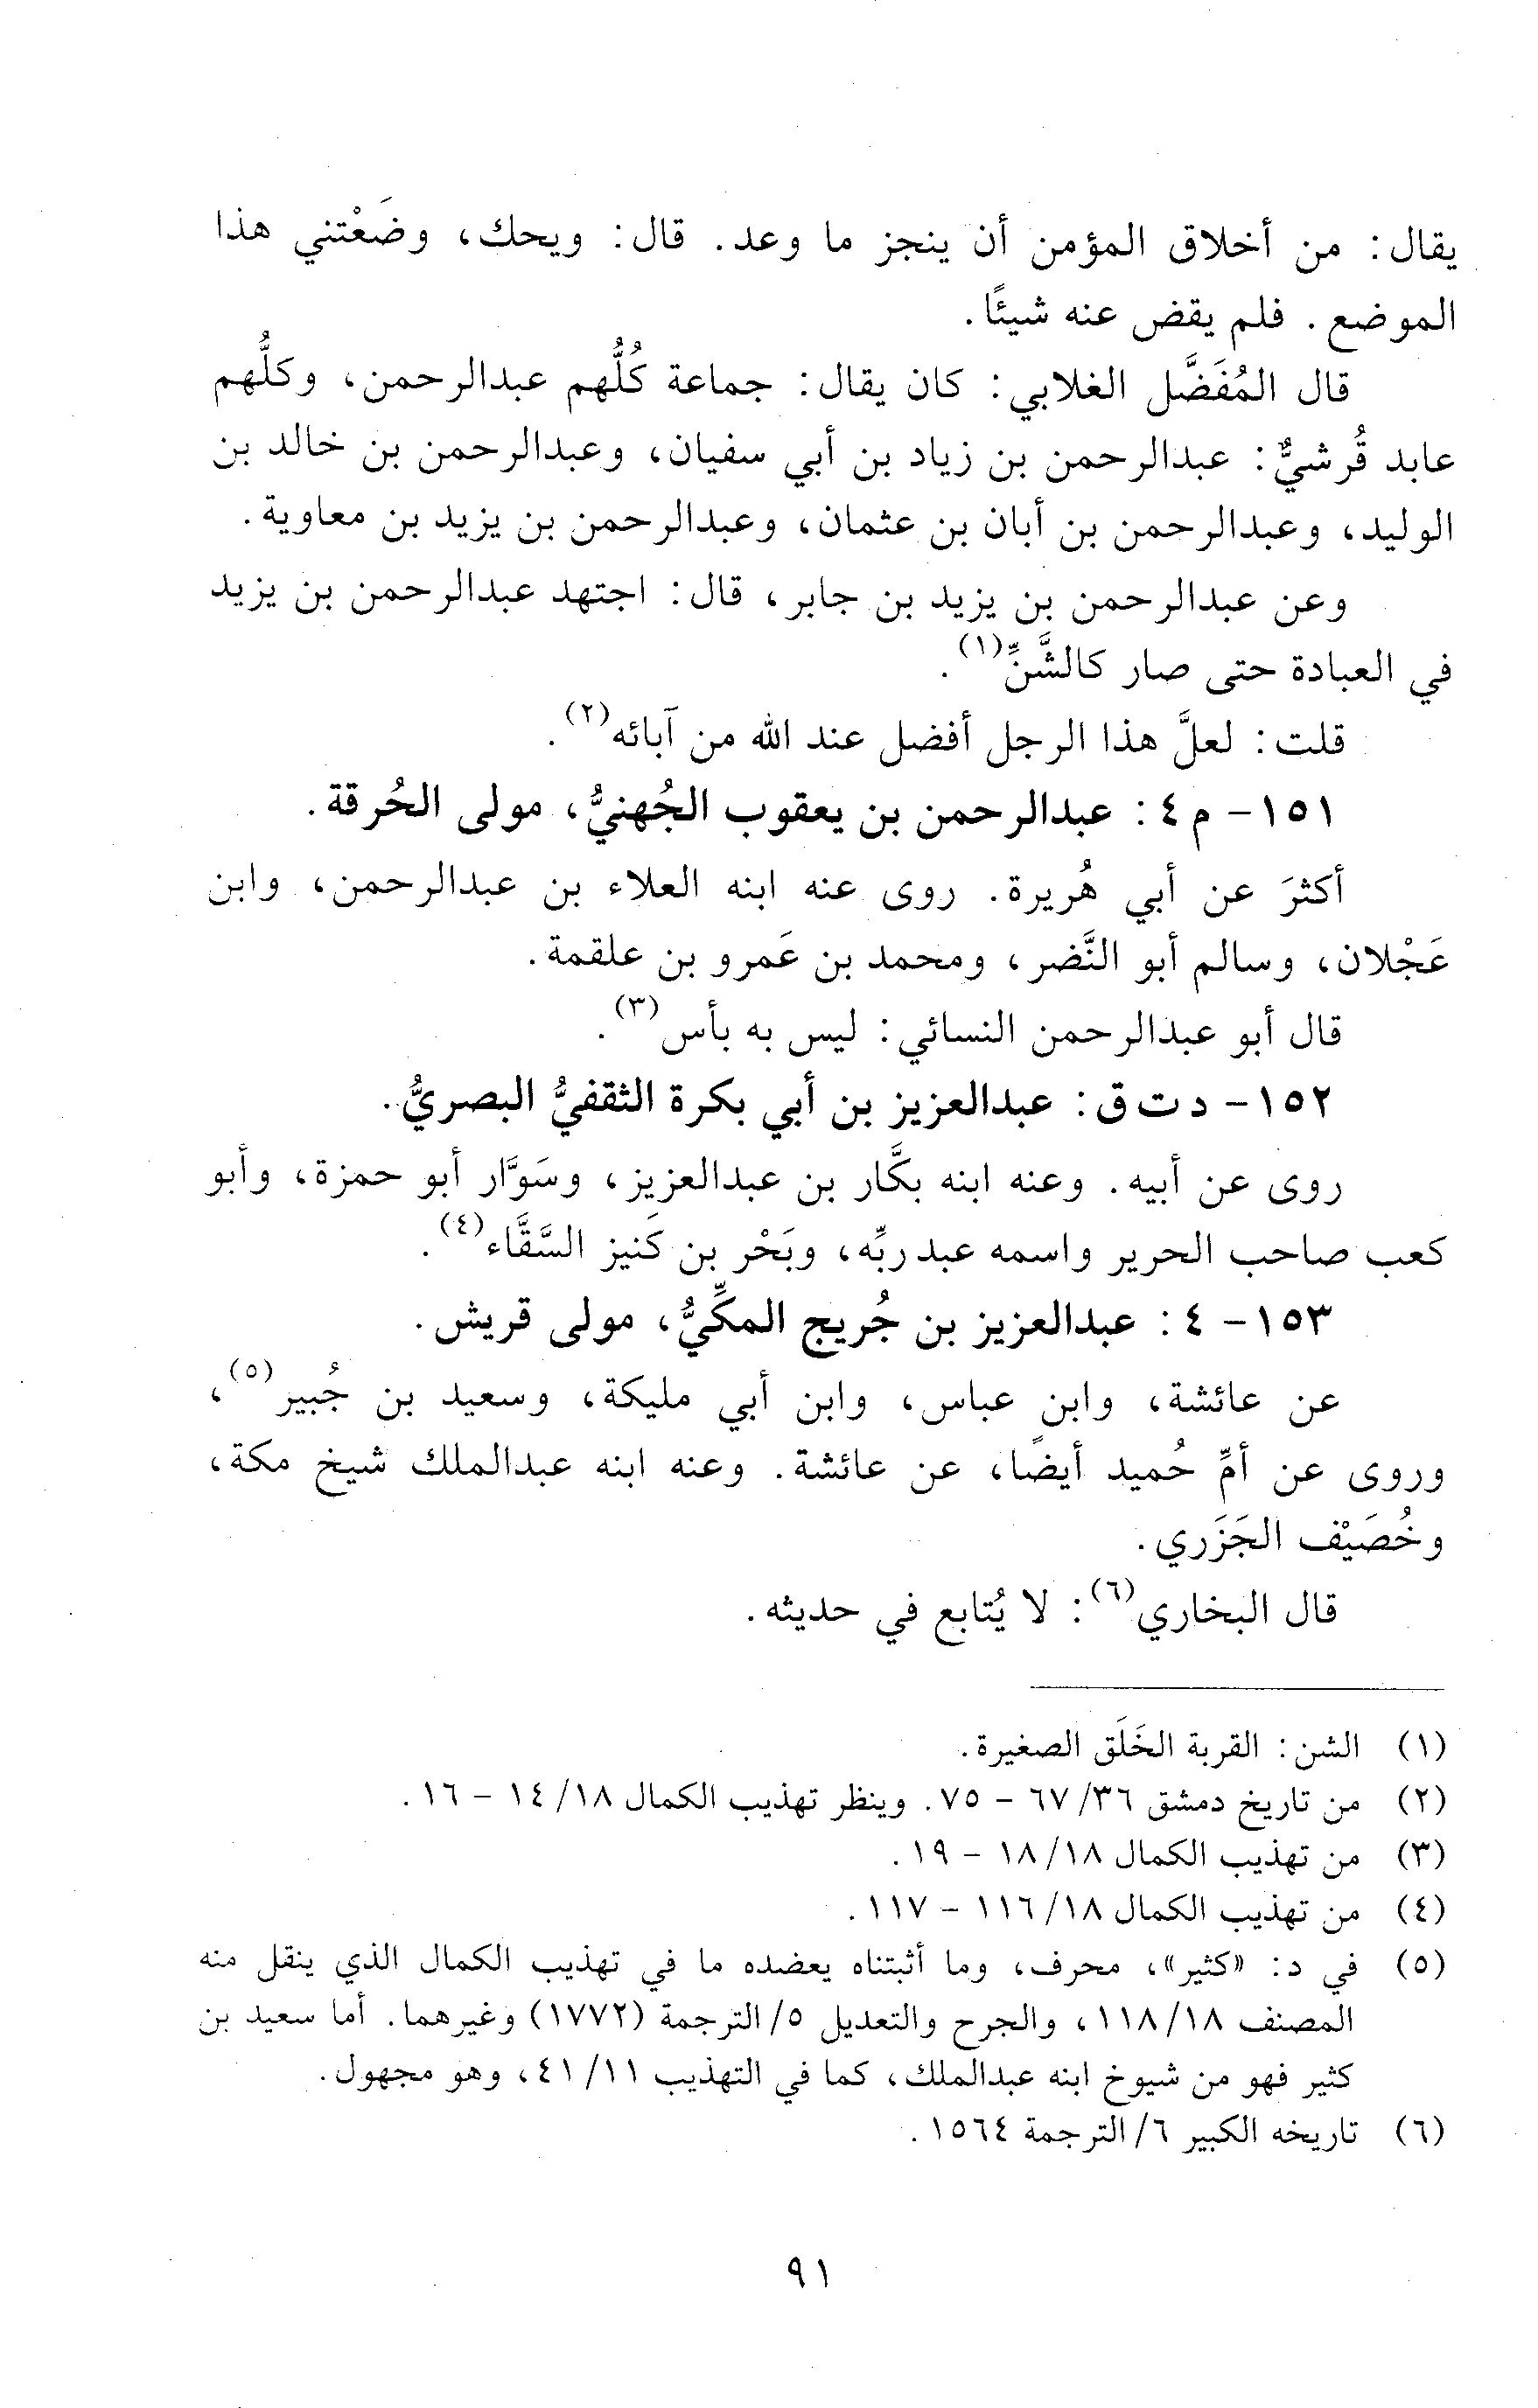 يقال: من أخلاق المؤمن أن ينجز ما وعد. قال: ويحك، وضَعْتني هذا
الموضع. فلم يقض عنه شيئًا.
قال المُفَضَّل الغلابي: كان يقال: جماعة كُلُّهم عبدالرحمن، وكلُّهم
عابد قُرشيٌّ: عبدالرحمن بن زياد بن أبي سفيان، وعبدالرحمن بن خالد بن
الوليد، وعبدالرحمن بن أبان بن عثمان، وعبدالرحمن بن يزيد بن معاوية.
وعن عبدالرحمن بن يزيد بن جابر، قال: اجتهد عبدالرحمن بن يزيد
في العبادة حتى صار كالشَّنِّ(١).
قلت: لعلَّ هذا الرجل أفضل عند الله من آبائه(٢).
١٥١- م ٤: عبدالرحمن بن يعقوب الجُهنيُّ، مولى الحُرقة.
أكثرَ عن أبي هُريرة. روى عنه ابنه العلاء بن عبدالرحمن، وابن
عَجْلان، وسالم أبو النَّضر، ومحمد بن عَمرو بن علقمة.
قال أبو عبدالرحمن النسائي: ليس به بأس(٣).
١٥٢- د ت ق: عبدالعزيز بن أبي بكرة الثقفيُّ البصريُّ.
روى عن أبيه. وعنه ابنه بكَّار بن عبدالعزيز، وسَوَّار أبو حمزة، وأبو
كعب صاحب الحرير واسمه عبد ربِّه، وبَحْر بن كَنيز السَّقَّاء(٤).
١٥٣- ٤: عبدالعزيز بن جُريج المكِّيُّ، مولى قريش.
عن عائشة، وابن عباس، وابن أبي مليكة، وسعيد بن جُبير(٥)،
وروى عن أمِّ حُميد أيضًا، عن عائشة. وعنه ابنه عبدالملك شيخ مكة،
وخُصَيْف الجَزَري.
قال البخاري(٦): لا يُتابع في حديثه.
(١) الشن: القربة الخَلَق الصغيرة.
(٢) من تاريخ دمشق ٣٦/ ٦٧ - ٧٥. وينظر تهذيب الكمال ١٨/ ١٤ - ١٦.
(٣) من تهذيب الكمال ١٨/ ١٨ - ١٩.
(٤) من تهذيب الكمال ١٨/ ١١٦ - ١١٧.
(٥) في د: «كثير»، محرف، وما أثبتناه يعضده ما في تهذيب الكمال الذي ينقل منه
المصنف ١٨/ ١١٨، والجرح والتعديل ٥/ الترجمة (١٧٧٢) وغيرهما. أما سعيد بن
كثير فهو من شيوخ ابنه عبدالملك، كما في التهذيب ١١/ ٤١، وهو مجهول.
(٦) تاريخه الكبير ٦/ الترجمة ١٥٦٤.
٩١